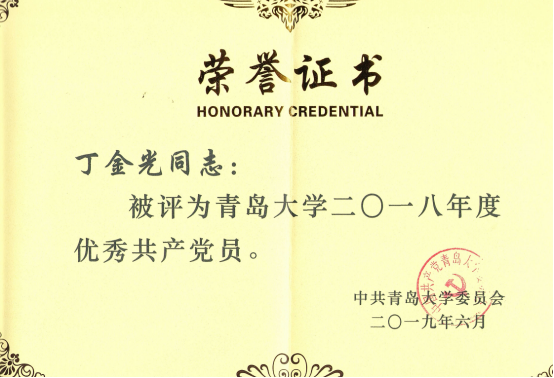 荣誉证书
HONORARY CREDENTIAL
丁金光同志：
被评为青岛大学二〇一八年度
优秀共产党员。
中共青岛大学委员会
二〇一九年六月